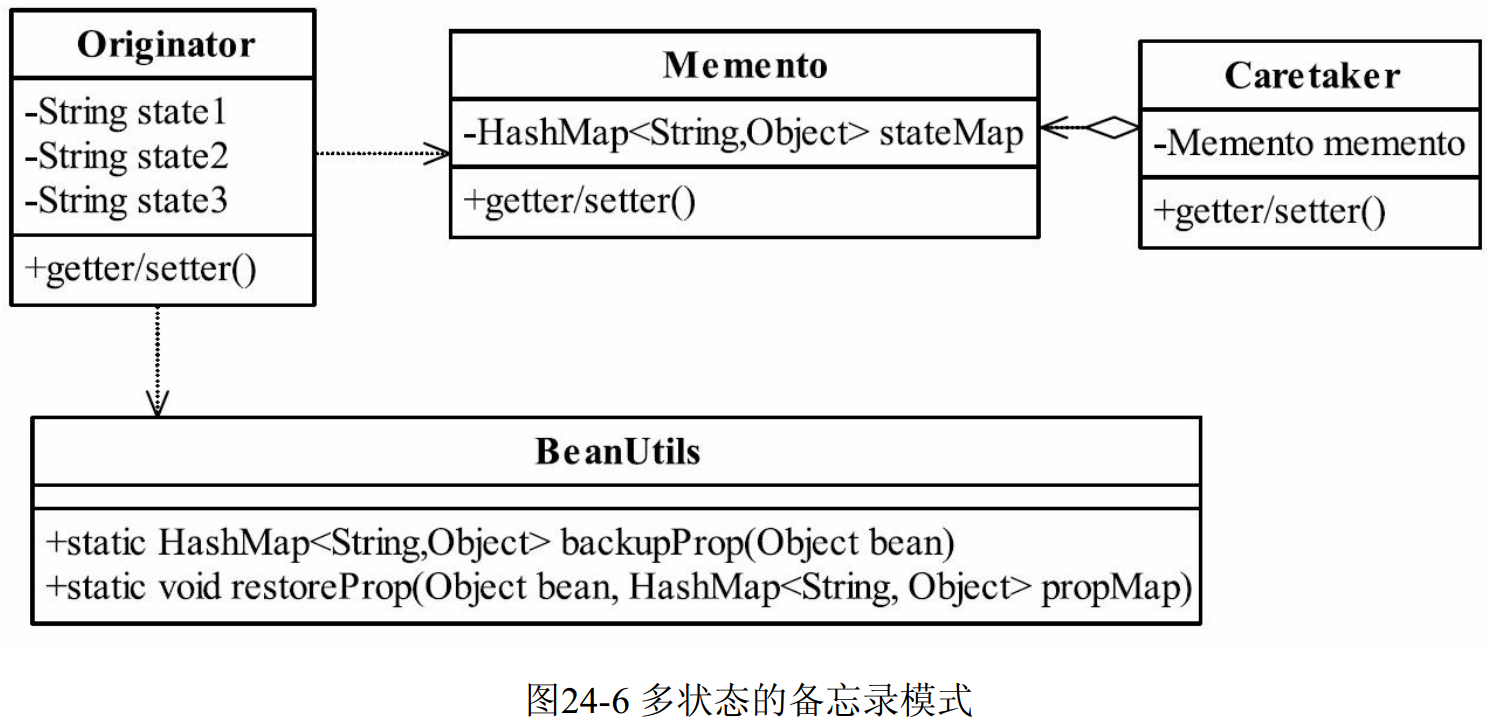 Originator
-String state1
-String state2
-String state3
+getter/setter()
Memento
-HashMap<String,Object> stateMap
+getter/setter()
Caretaker
-Memento memento
+getter/setter()
BeanUtils
+static HashMap<String,Object> backupProp(Object bean)
+static void restoreProp(Object bean, HashMap<String, Object> propMap)
图24-6 多状态的备忘录模式